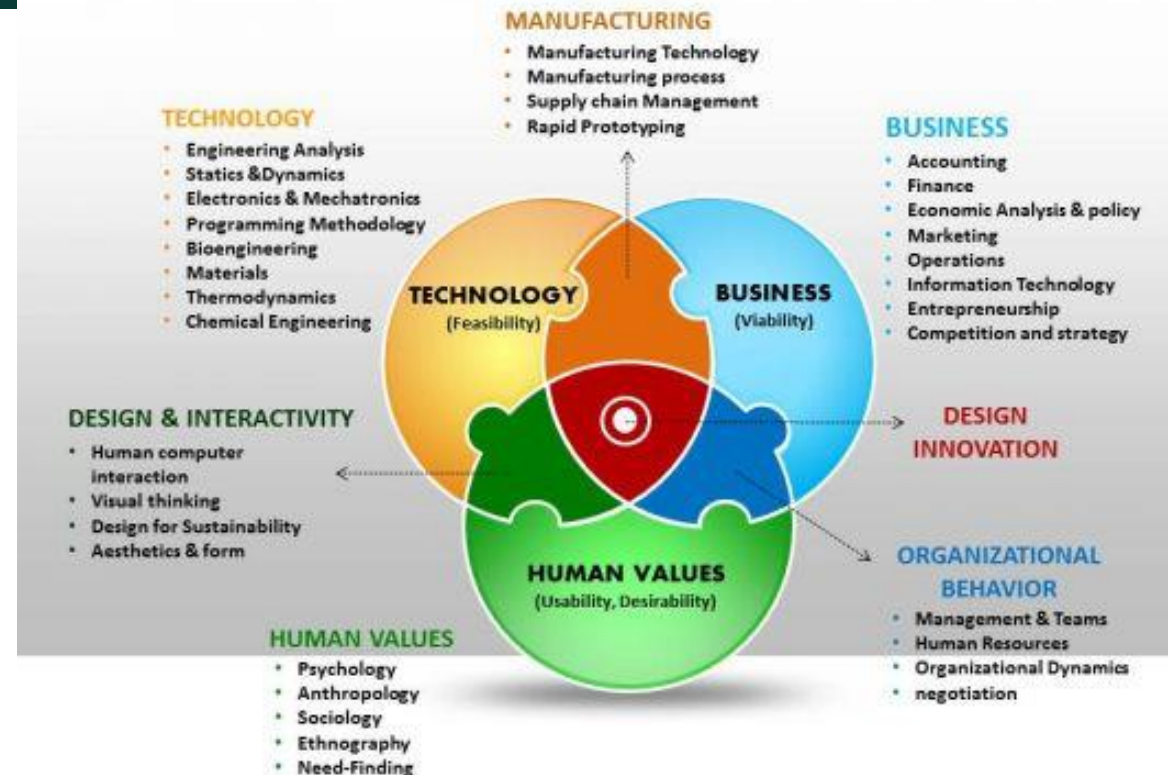 MANUFACTURING
• Manufacturing Technology
• Manufacturing process
• Supply chain Management
• Rapid Prototyping
TECHNOLOGY
• Engineering Analysis
• Statics &Dynamics
• Electronics & Mechatronics
• Programming Methodology
• Bioengineering
• Materials
• Thermodynamics
• Chemical Engineering
BUSINESS
• Accounting
• Finance
• Economic Analysis & policy
• Marketing
• Operations
• Information Technology
• Entrepreneurship
• Competition and strategy
TECHNOLOGY
(Feasibility)
BUSINESS
(Viability)
DESIGN & INTERACTIVITY
• Human computer
interaction
• Visual thinking
• Design for Sustainability
• Aesthetics & form
DESIGN
INNOVATION
HUMAN VALUES
(Usability, Desirability)
ORGANIZATIONAL
BEHAVIOR
• Management & Teams
• Human Resources
• Organizational Dynamics
• negotiation
HUMAN VALUES
• Psychology
• Anthropology
• Sociology
• Ethnography
• Need-Finding